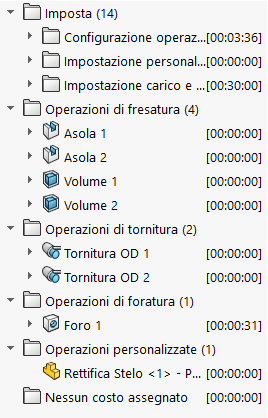 Imposta (14)
Configurazione operaz...[00:03:36]
Impostazione personal...[00:00:00]
Impostazione carico e ...[00:30:00]
Operazioni di fresatura (4)
Asola 1 [00:00:00]
Asola 2 [00:00:00]
Volume 1 [00:00:00]
Volume 2 [00:00:00]
Operazioni di tornitura (2)
Tornitura OD 1 [00:00:00]
Tornitura OD 2 [00:00:00]
Operazioni di foratura (1)
Foro 1 [00:00:31]
Operazioni personalizzate (1)
Rettifica Stelo <1> - P...[00:00:00]
Nessun costo assegnato [00:00:00]